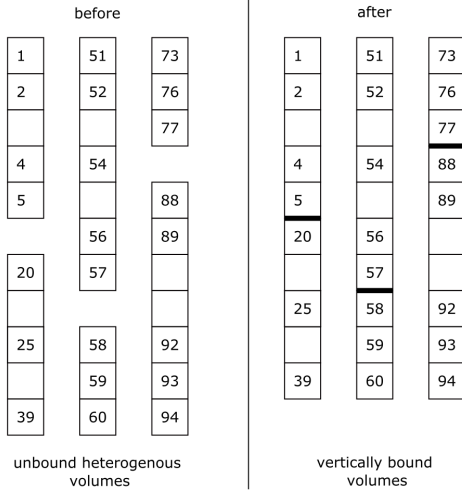 before
after
1 51 73
2 52 76
77
4 54
5 88
56 89
20 57
25 58 92
59 93
39 60 94
unbound heterogenous
volumes
1 51 73
2 52 76
77
4 54 88
5 89
20 56
57
25 58 92
59 93
39 60 94
vertically bound
volumes